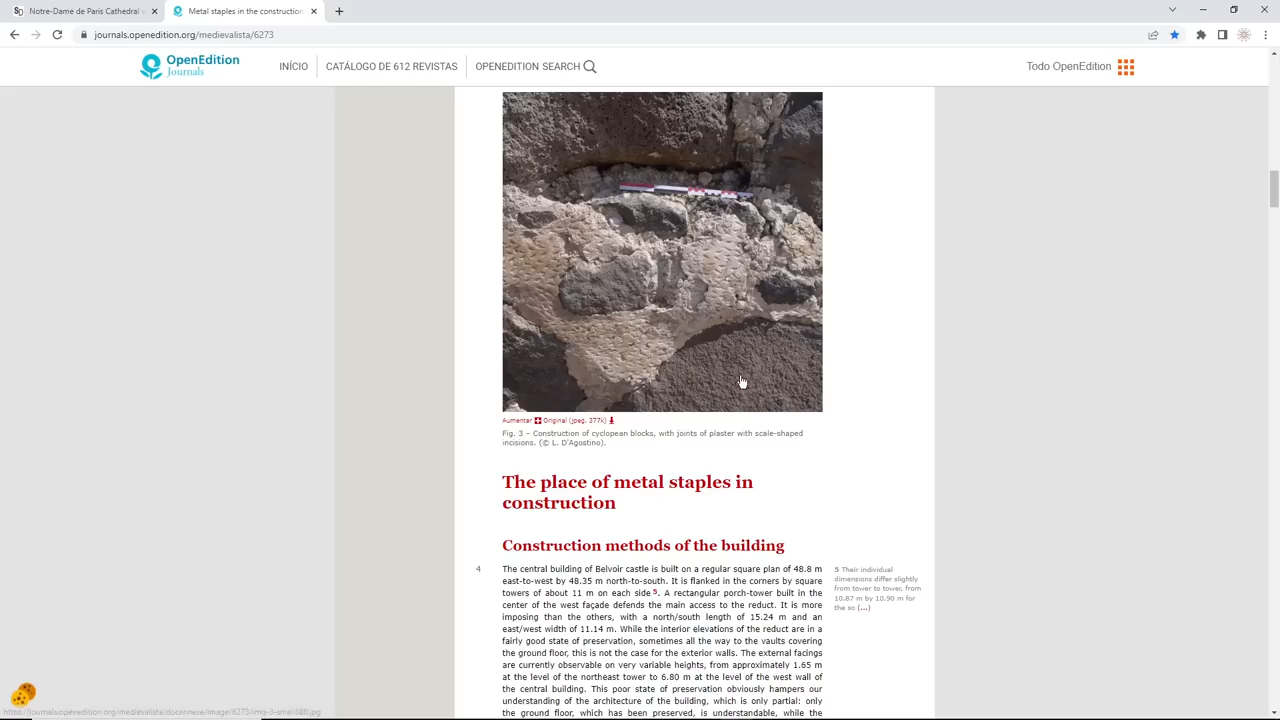 Notre-Dame de Paris Cathedral u
Metal staples in the construction
journals.openedition.org/medievalista/6273
OpenEdition
Journals
INÍCIO
CATÁLOGO DE 612 REVISTAS
OPENEDITION SEARCH
Todo OpenEdition
Aumentar Original (jpeg, 377k)
Fig. 3 – Construction of cyclopean blocks, with joints of plaster with scale-shaped
incisions, (© L. D'Agostino).
The place of metal staples in
construction
Construction methods of the building
4
The central building of Belvoir castle is built on a regular square plan of 48.8 m
east-to-west by 48.35 m north-to-south. It is flanked in the corners by square
towers of about 11 m on each side 5. A rectangular porch-tower built in the
center of the west façade defends the main access to the reduct. It is more
imposing than the others, with a north/south length of 15.24 m and an
east/west width of 11.14 m. While the interior elevations of the reduct are in a
fairly good state of preservation, sometimes all the way to the vaults covering
the ground floor, this is not the case for the exterior walls. The external facings
are currently observable on very variable heights, from approximately 1.65 m
at the level of the northeast tower to 6.80 m at the level of the west wall of
the central building. This poor state of preservation obviously hampers our
understanding of the architecture of the building, which is only partial: only
the ground floor, which has been preserved, is understandable, while the
5 Their individual
dimensions differ slightly
from tower to tower, from
10.87 m by 10.90 m for
the so (...)
https://journals.openedition.org/medievalista/docannexe/image/6273/img-3-small580.jpg